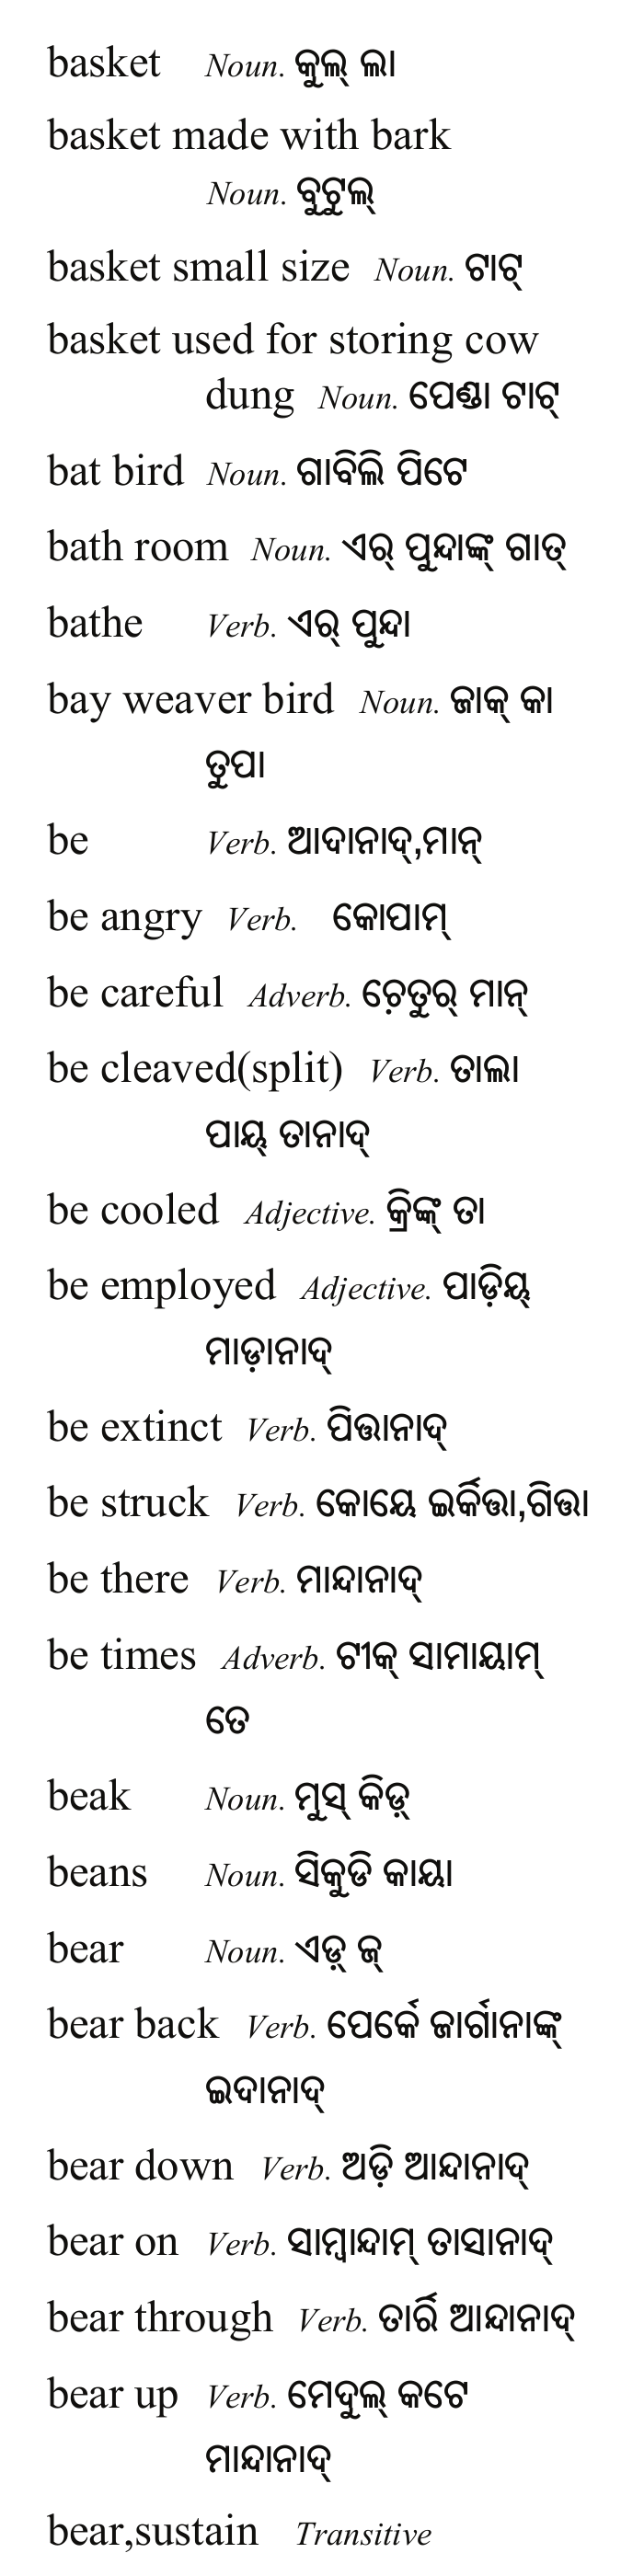 basket Noun. କୁଲ୍ ଲା
basket made with bark
Noun. ବୁଟୁଲ୍
basket small size Noun. ଟାଟ୍
basket used for storing cow
dung Noun. ପେଣ୍ଡା ଟାଟ୍
bat bird Noun. ଗାବିଲି ପିଟେ
bath room Noun. ଏର୍ ପୁନ୍ଦାଙ୍କ୍ ଗାତ୍
bathe Verb. ଏର୍ ପୁନ୍ଦା
bay weaver bird Noun. ଜାକ୍ କା
ତୁପା
be Verb. ଆଦାନାଦ୍,ମାନ୍
be angry Verb. କୋପାମ୍
be careful Adverb. ଚେ଼ତୁର୍ ମାନ୍
be cleaved(split) Verb. ତାଲା
ପାୟ୍ ତାନାଦ୍
be cooled Adjective. କ୍ରିଙ୍କ୍ ତା
be employed Adjective. ପାଡ଼ିୟ୍
ମାଡ଼ାନାଦ୍
be extinct Verb. ପିତ୍ତାନାଦ୍
be struck Verb. କୋୟେ ଇର୍କିତ୍ତା,ଗିତ୍ତା
be there Verb. ମାନ୍ଦାନାଦ୍
be times Adverb. ଟୀକ୍ ସାମାୟାମ୍
ତେ
beak Noun. ମୁସ୍ କିଡ଼୍
beans Noun. ସିକୁଡି କାୟା
bear Noun. ଏଡ଼୍ ଜ୍
bear back Verb. ପେର୍କେ ଜାର୍ଗାନାଙ୍କ୍
ଇଦାନାଦ୍
bear down Verb. ଅଡ଼ି ଆନ୍ଦାନାଦ୍
bear on Verb. ସାମ୍ବାନ୍ଦାମ୍ ତାସାନାଦ୍
bear through Verb. ତାର୍ରି ଆନ୍ଦାନାଦ୍
bear up Verb. ମେଦୁଲ୍ କଟେ
ମାନ୍ଦାନାଦ୍
bear,sustain Transitive